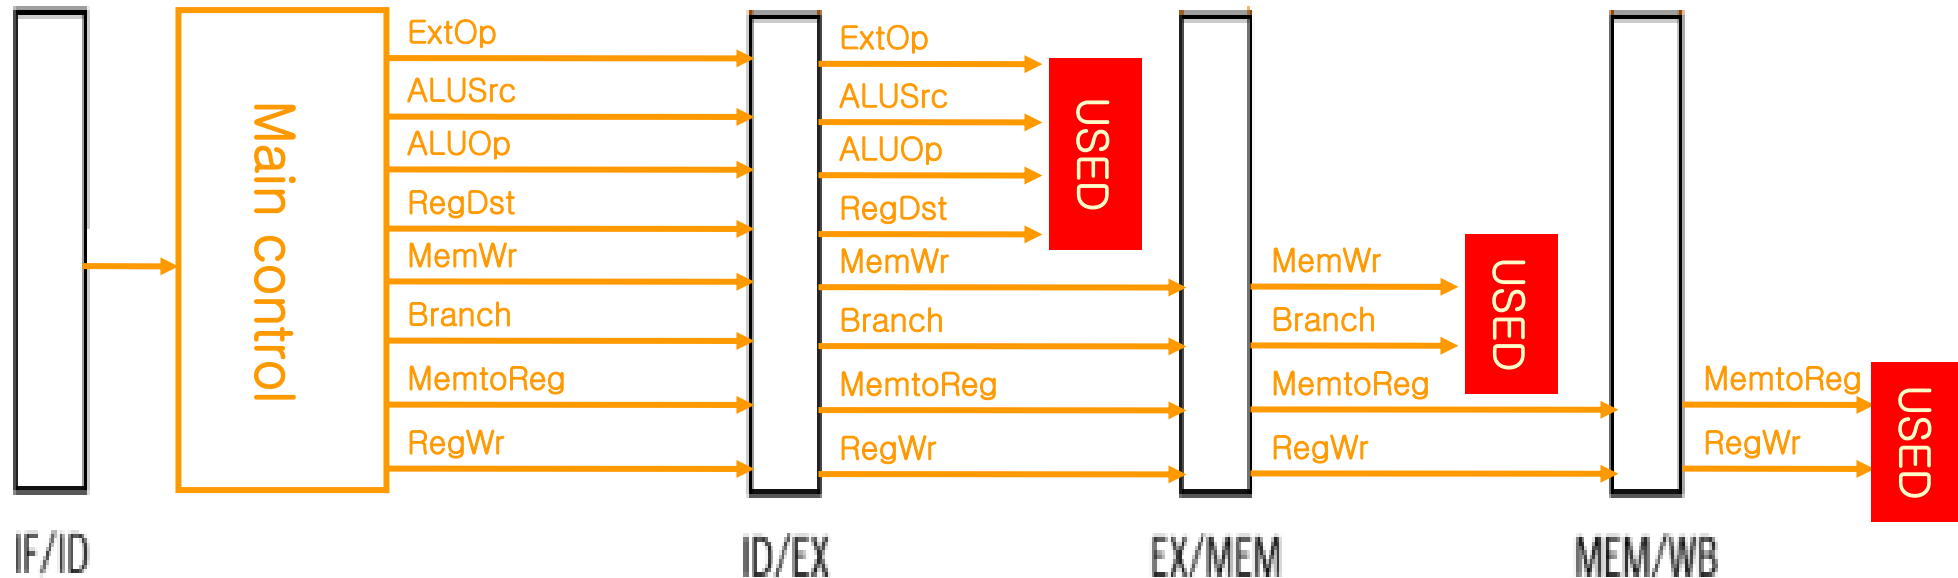 Main control
ExtOp
ALUSrc
ALUOp
RegDst
MemWr
Branch
MemtoReg
RegWr
ExtOp
ALUSrc
ALUOp
RegDst
MemWr
Branch
MemtoReg
RegWr
USED
MemWr
Branch
MemtoReg
RegWr
USED
MemtoReg
RegWr
USED
IF/ID
ID/EX
EX/MEM
MEM/WB